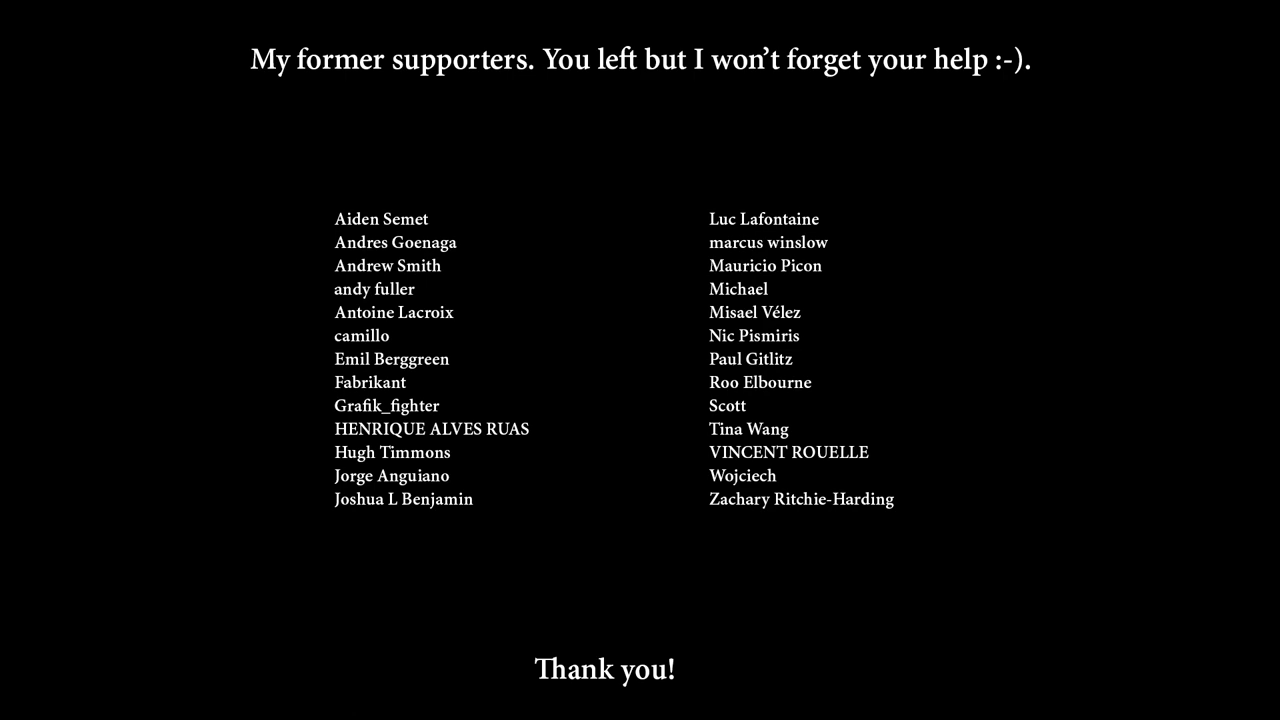 My former supporters. You left but I won’t forget your help :-).
Aiden Semet
Andres Goenaga
Andrew Smith
andy fuller
Antoine Lacroix
camillo
Emil Berggreen
Fabrikant
Grafik_fighter
HENRIQUE ALVES RUAS
Hugh Timmons
Jorge Anguiano
Joshua L Benjamin
Luc Lafontaine
marcus winslow
Mauricio Picon
Michael
Misael Vélez
Nic Pismiris
Paul Gitlitz
Roo Elbourne
Scott
Tina Wang
VINCENT ROUELLE
Wojciech
Zachary Ritchie-Harding
Thank you!